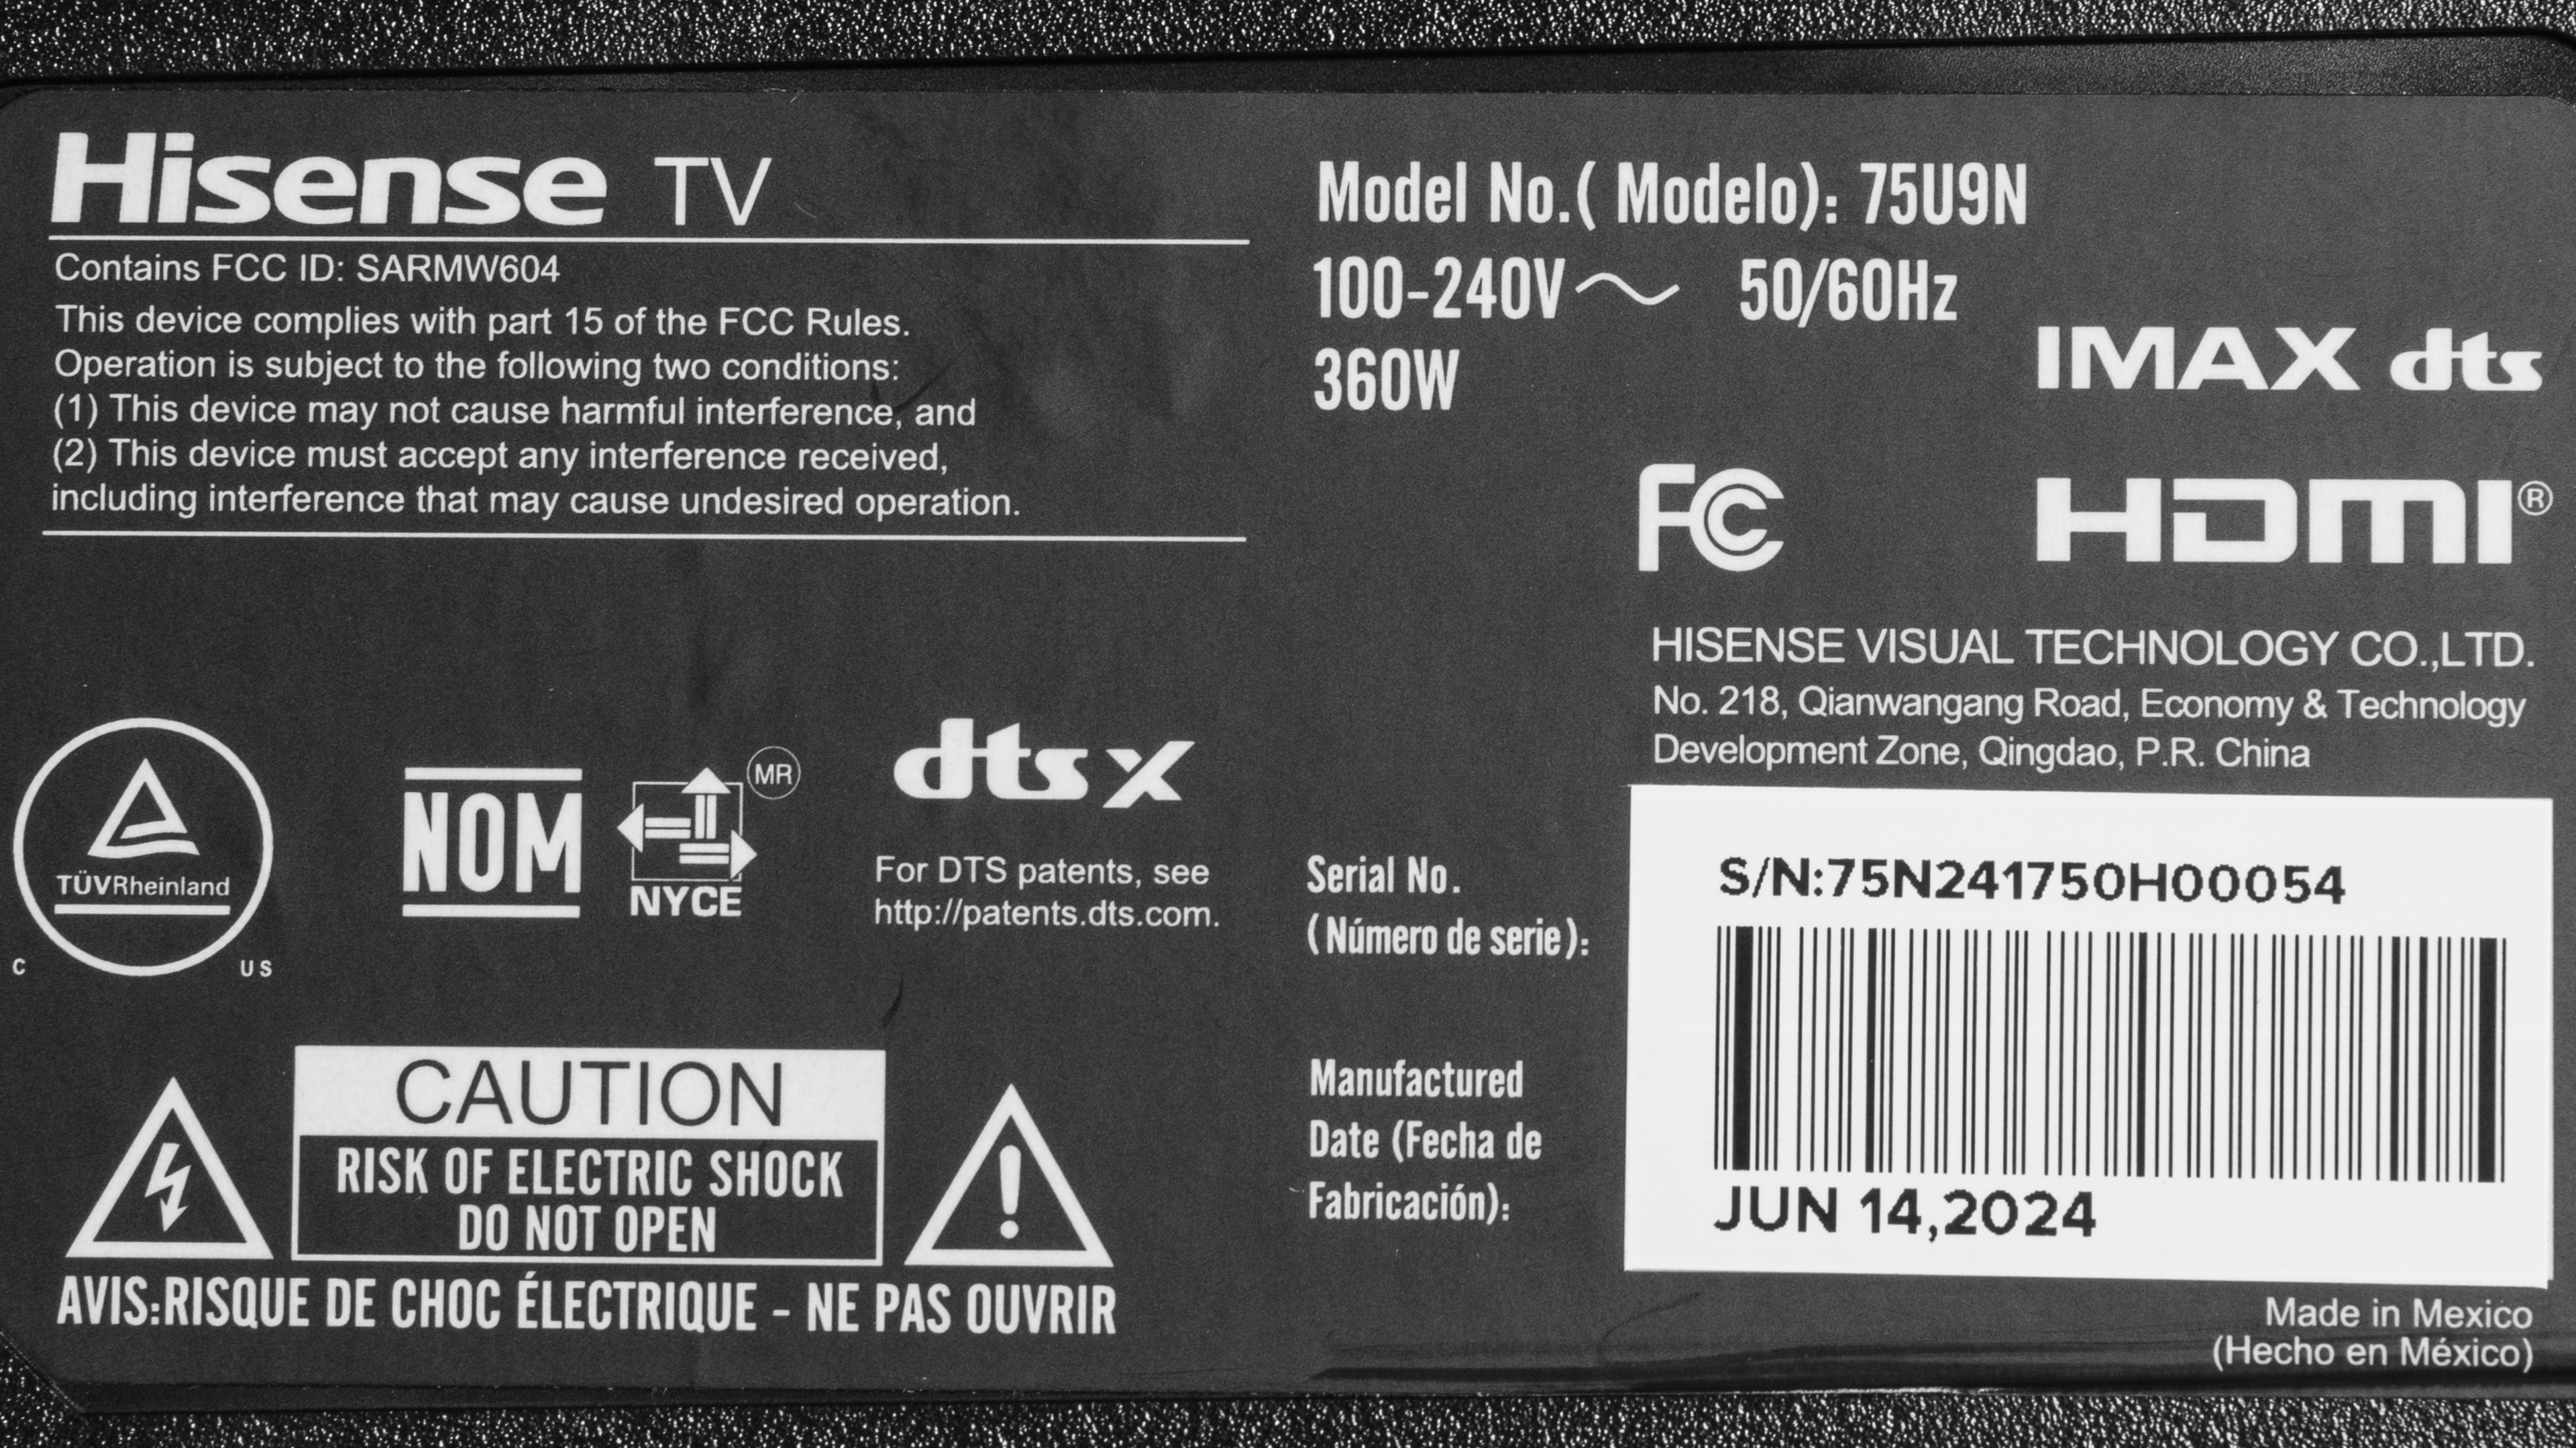 Hisense TV
Contains FCC ID: SARMW604
This device complies with part 15 of the FCC Rules.
Operation is subject to the following two conditions:
(1) This device may not cause harmful interference, and
(2) This device must accept any interference received,
including interference that may cause undesired operation.
Model No.( Modelo): 75U9N
100-240V～ 50/60Hz
360W
IMAX dts
FC
HDMI®
HISENSE VISUAL TECHNOLOGY CO.,LTD.
No. 218, Qianwangang Road, Economy & Technology
Development Zone, Qingdao, P.R. China
TÜVRheinland
C US
NOM
NYCE MR
dts X
For DTS patents, see
http://patents.dts.com.
Serial No.
(Número de serie):
S/N:75N241750H00054
Manufactured
Date (Fecha de
Fabricación):
JUN 14,2024
CAUTION
RISK OF ELECTRIC SHOCK
DO NOT OPEN
AVIS:RISQUE DE CHOC ÉLECTRIQUE - NE PAS OUVRIR
Made in Mexico
(Hecho en México)